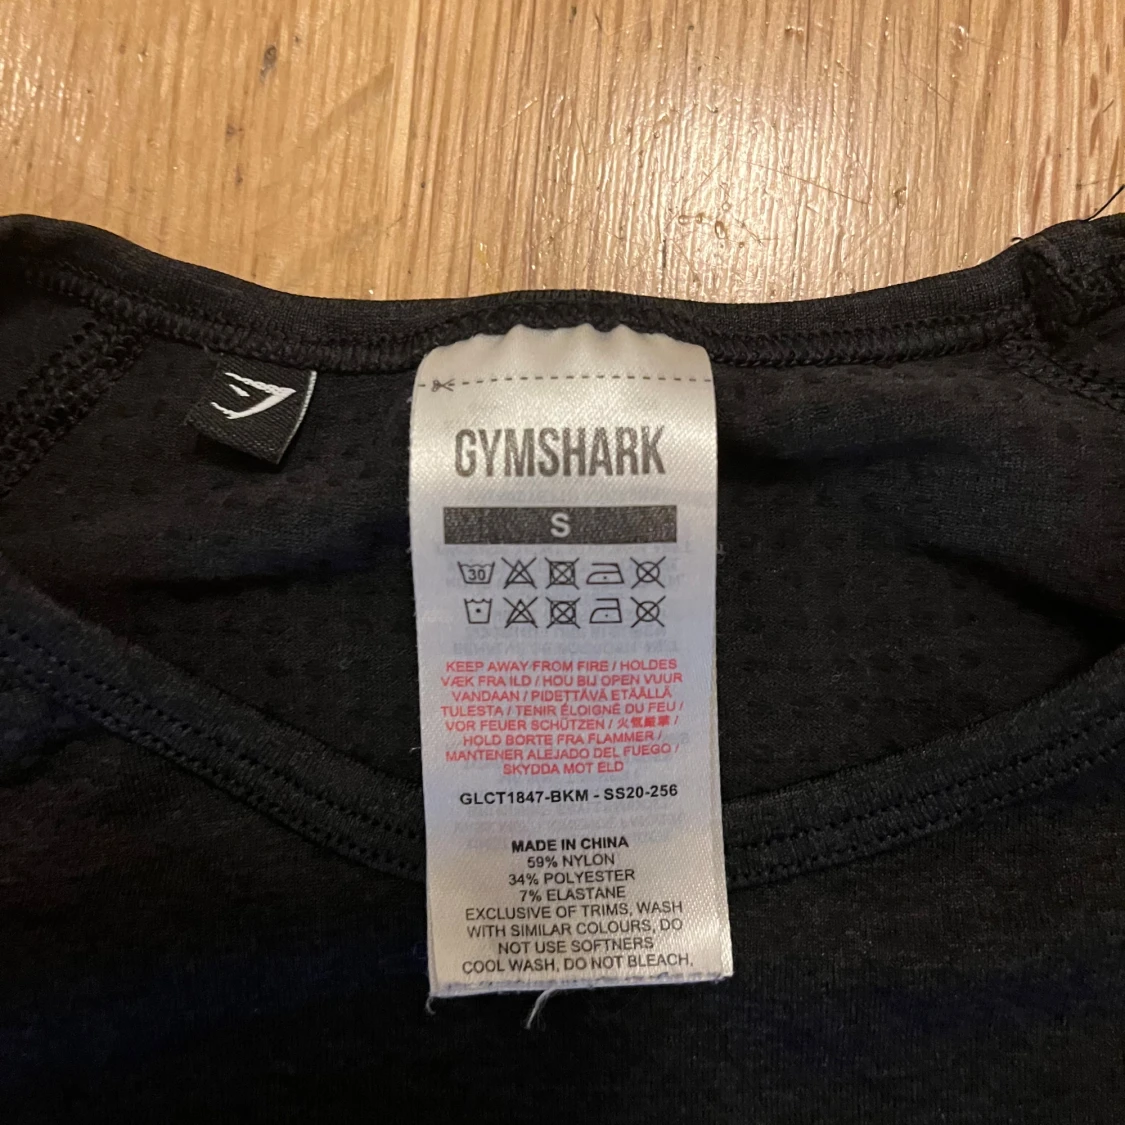 GYMSHARK
S
30
KEEP AWAY FROM FIRE / HOLDES
VÆK FRA ILD / HOU BIJ OPEN VUUR
VANDAAN / PIDETTÄVÄ ETÄÄLLÄ
TULESTA / TENIR ÉLOIGNÉ DU FEU /
VOR FEUER SCHÜTZEN / 火気厳禁 /
HOLD BORTE FRA FLAMMER /
MANTENER ALEJADO DEL FUEGO /
SKYDDA MOT ELD
GLCT1847-BKM - SS20-256
MADE IN CHINA
59% NYLON
34% POLYESTER
7% ELASTANE
EXCLUSIVE OF TRIMS, WASH
WITH SIMILAR COLOURS, DO
NOT USE SOFTNERS
COOL WASH, DO NOT BLEACH.